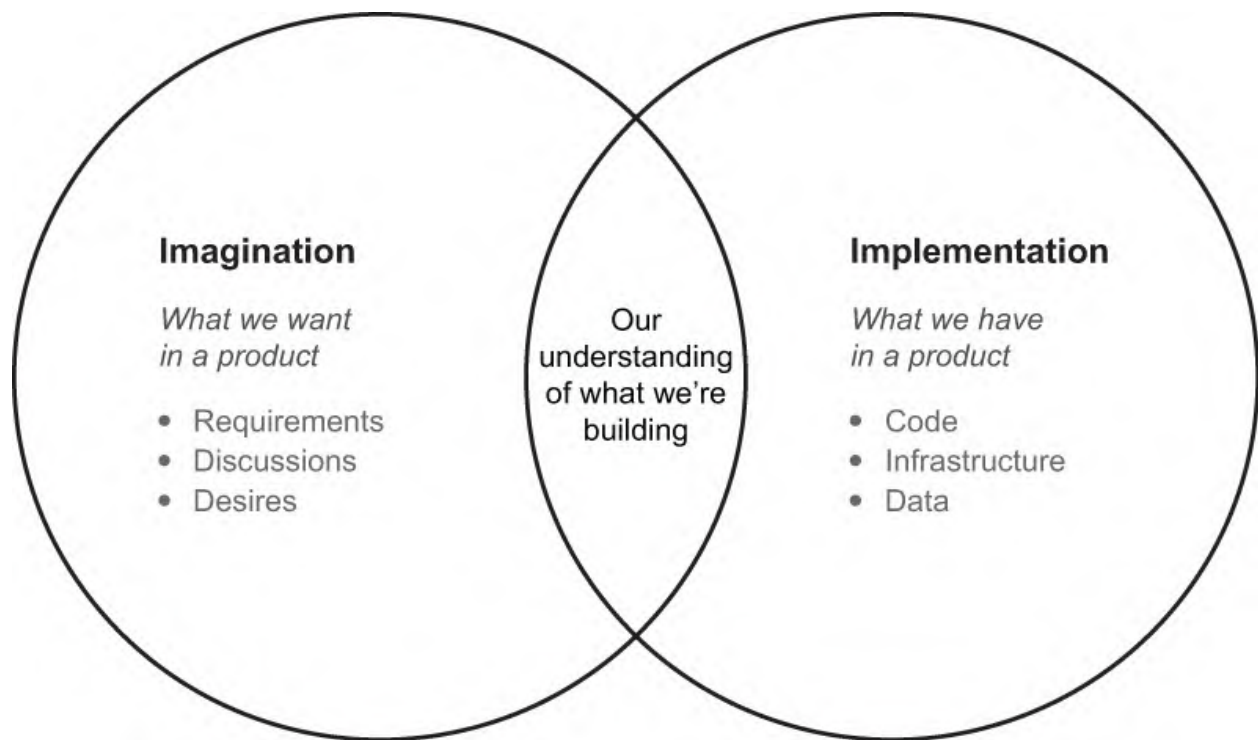 Imagination
What we want
in a product
• Requirements
• Discussions
• Desires
Our
understanding
of what we're
building
Implementation
What we have
in a product
• Code
• Infrastructure
• Data